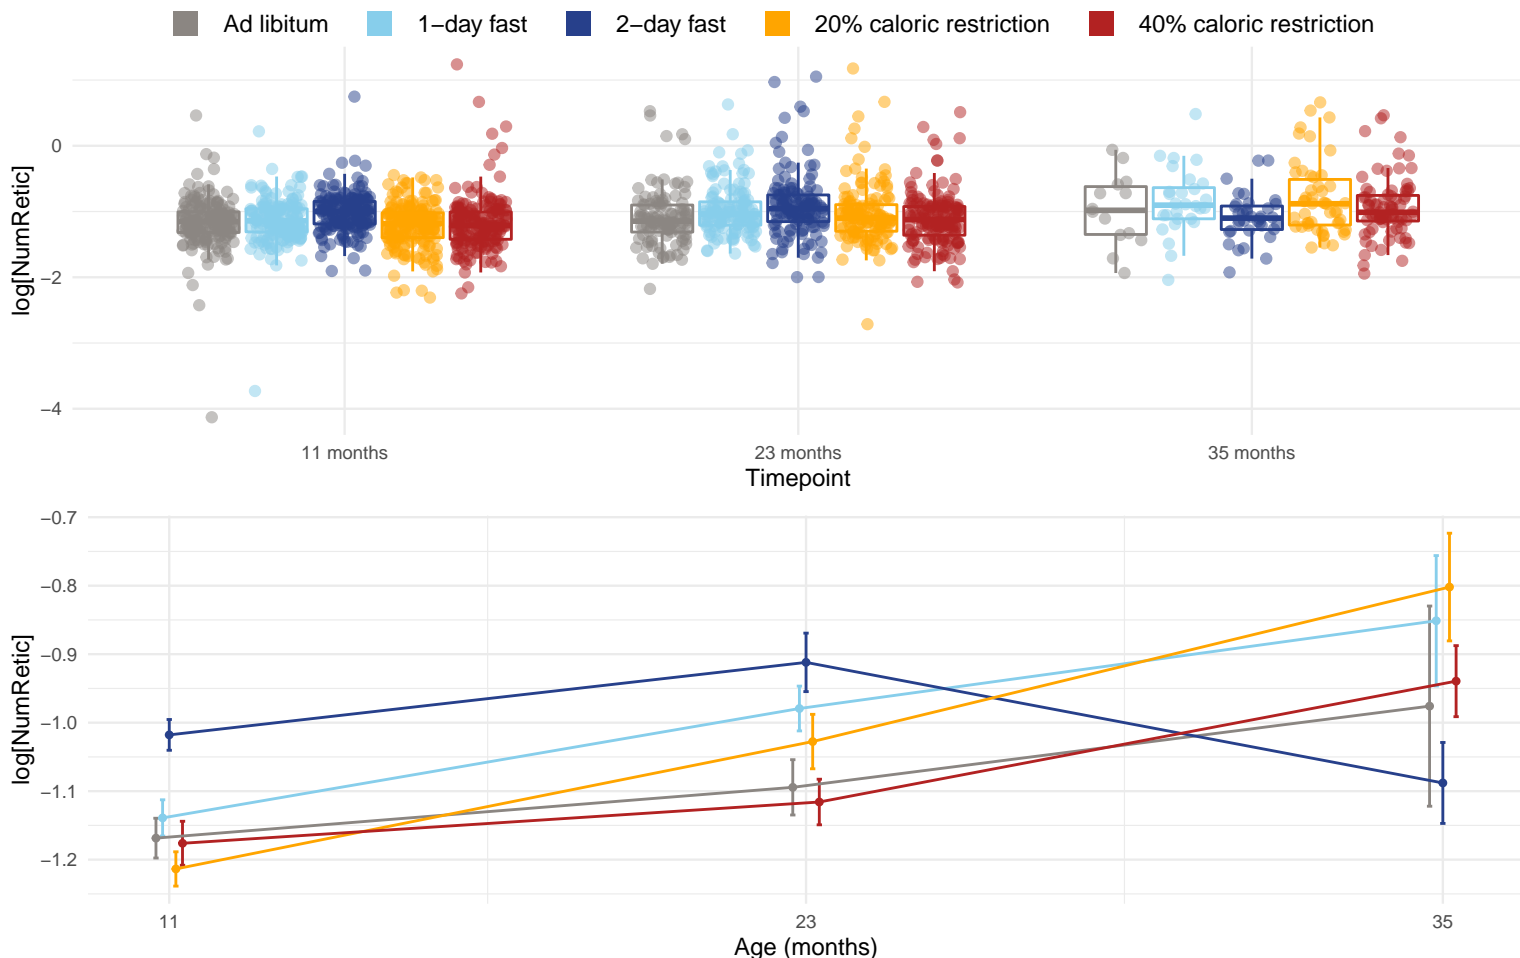 Ad libitum 1−day fast 2−day fast 20% caloric restriction 40% caloric restriction
log[NumRetic]
0
−2
−4
11 months 23 months 35 months
Timepoint
log[NumRetic]
−0.7
−0.8
−0.9
−1.0
−1.1
−1.2
11 23 35
Age (months)